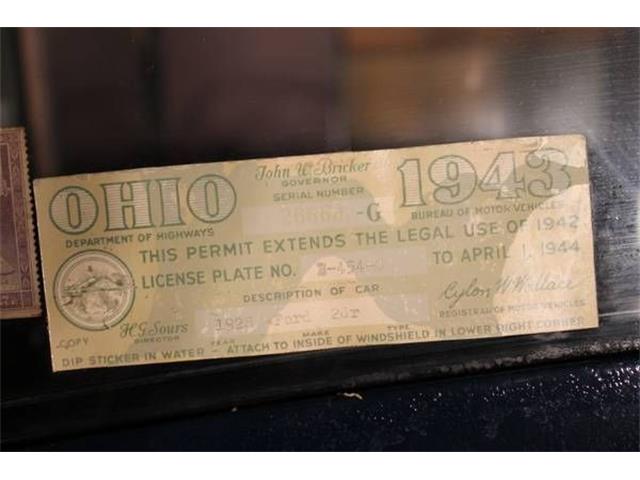 OHIO
John W. Bricker
GOVERNOR
SERIAL NUMBER
-G
1943
DEPARTMENT OF HIGHWAYS
BUREAU OF MOTOR VEHICLES
THIS PERMIT EXTENDS THE LEGAL USE OF 1942
LICENSE PLATE NO. TO APRIL 1, 1944
DESCRIPTION OF CAR
Cylon W Wallace
REGISTRAR OF MOTOR VEHICLES
H.G. Sours
DIRECTOR
Ford 2dr
YEAR MAKE TYPE
COPY
DIP STICKER IN WATER - ATTACH TO INSIDE OF WINDSHIELD IN LOWER RIGHT CORNER